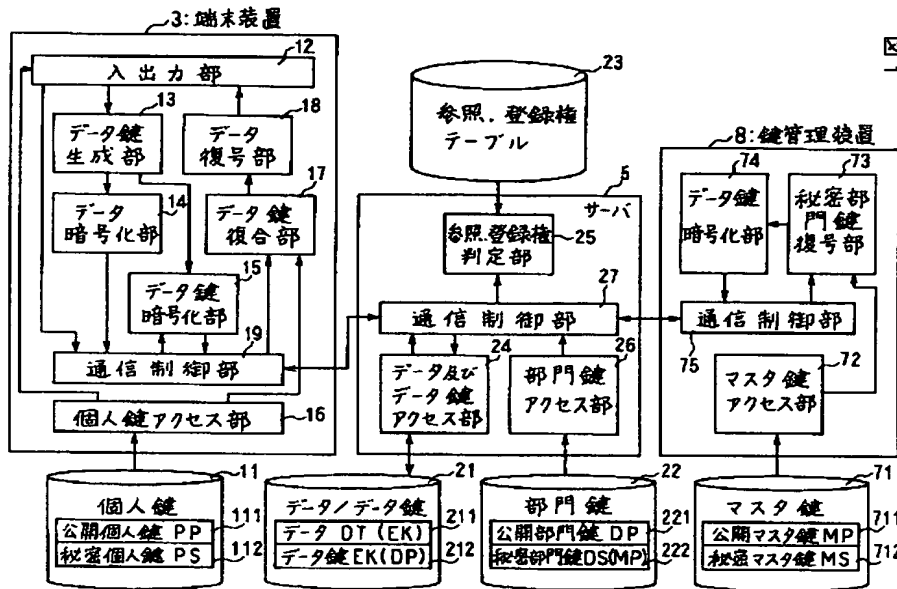 3:端末装置
12
入出力部
13
データ鍵
生成部
18
データ
復号部
14
データ
暗号化部
17
データ鍵
復合部
15
データ鍵
暗号化部
19
通信制御部
個人鍵アクセス部
16
11
個人鍵
公開個人鍵 PP
111
秘密個人鍵 PS
112
23
参照、登録権
テーブル
5
サーバ
参照、登録権
判定部
25
27
通信制御部
24
データ及び
データ鍵
アクセス部
26
部門鍵
アクセス部
21
データ/データ鍵
データ DT (EK)
211
データ鍵EK(DP)
212
22
部門鍵
公開部門鍵 DP
221
秘密部門鍵DS(MP)
222
8:鍵管理装置
74
データ鍵
暗号化部
73
秘密部
門鍵
復号部
通信制御部
75
72
マスタ鍵
アクセス部
71
マスタ鍵
公開マスタ鍵 MP
711
秘密マスタ鍵 MS
712